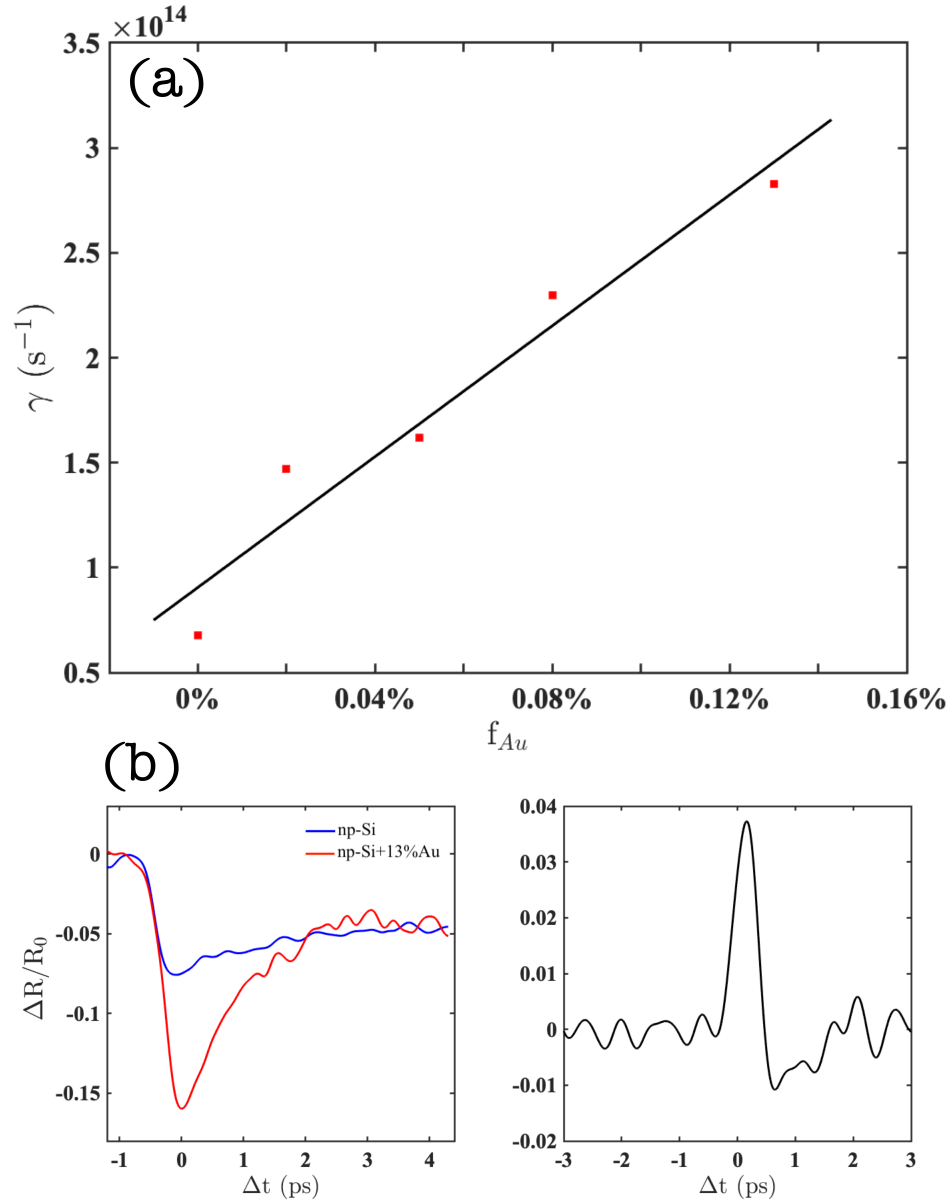 ×10^14
(a)
3.5
3
2.5
2
1.5
1
0.5
γ (s^−1)
0% 0.04% 0.08% 0.12% 0.16%
f_Au
(b)
np-Si
np-Si+13%Au
0
-0.05
-0.1
-0.15
ΔR/R_0
-1 0 1 2 3 4
Δt (ps)
0.04
0.03
0.02
0.01
0
-0.01
-0.02
-3 -2 -1 0 1 2 3
Δt (ps)